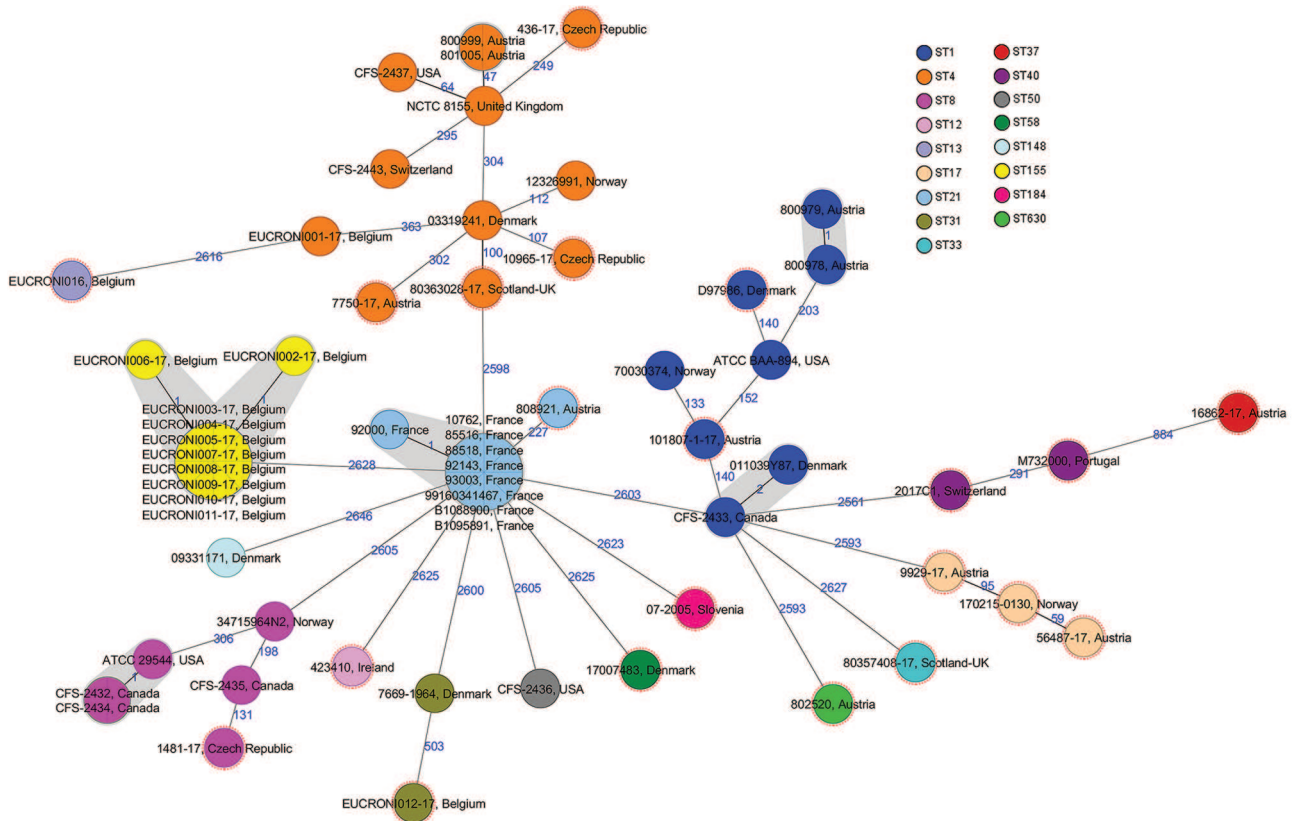 436-17, Czech Republic
800999, Austria
801005, Austria
CFS-2437, USA
249
47
64
NCTC 8155, United Kingdom
295
CFS-2443, Switzerland
304
12326991, Norway
112
03319241, Denmark
363
EUCRONI001-17, Belgium
107
100
302
10965-17, Czech Republic
2616
EUCRONI016, Belgium
80363028-17, Scotland-UK
7750-17, Austria
2598
EUCRONI006-17, Belgium
EUCRONI002-17, Belgium
1
1
EUCRONI003-17, Belgium
EUCRONI004-17, Belgium
EUCRONI005-17, Belgium
EUCRONI007-17, Belgium
EUCRONI008-17, Belgium
EUCRONI009-17, Belgium
EUCRONI010-17, Belgium
EUCRONI011-17, Belgium
2628
92000, France
1
10762, France
85516, France
88518, France
92143, France
93003, France
99160341467, France
B1088900, France
B1095891, France
808921, Austria
227
800979, Austria
1
800978, Austria
D97986, Denmark
203
140
ATCC BAA-894, USA
70030374, Norway
133
152
101807-1-17, Austria
140
011039Y87, Denmark
2
CFS-2433, Canada
2603
16862-17, Austria
884
M732000, Portugal
291
2017C1, Switzerland
2561
2593
9929-17, Austria
95
170215-0130, Norway
59
56487-17, Austria
2627
80357408-17, Scotland-UK
2593
802520, Austria
2646
09331171, Denmark
2605
34715964N2, Norway
306
198
ATCC 29544, USA
1
CFS-2432, Canada
CFS-2434, Canada
CFS-2435, Canada
131
1481-17, Czech Republic
2625
423410, Ireland
2600
7669-1964, Denmark
503
EUCRONI012-17, Belgium
2605
CFS-2436, USA
2625
17007483, Denmark
2623
07-2005, Slovenia
ST1
ST4
ST8
ST12
ST13
ST17
ST21
ST31
ST33
ST37
ST40
ST50
ST58
ST148
ST155
ST184
ST630